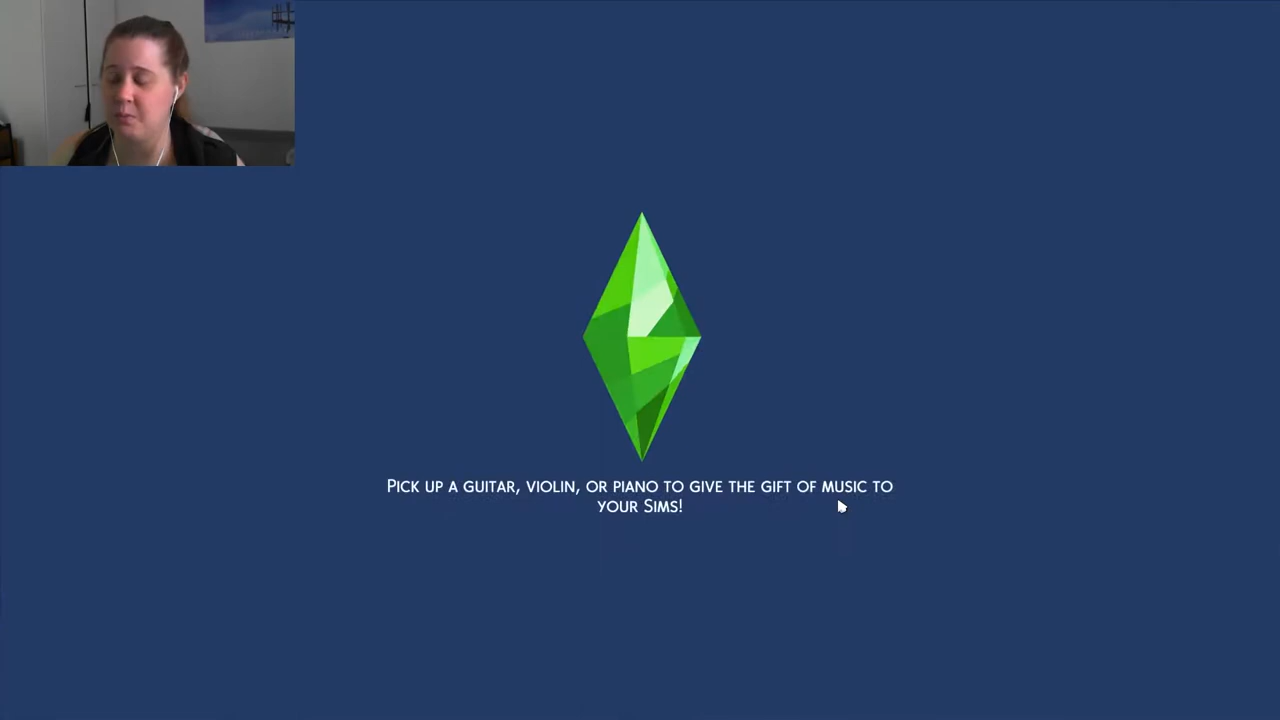 PICK UP A GUITAR, VIOLIN, OR PIANO TO GIVE THE GIFT OF MUSIC TO
YOUR SIMS!